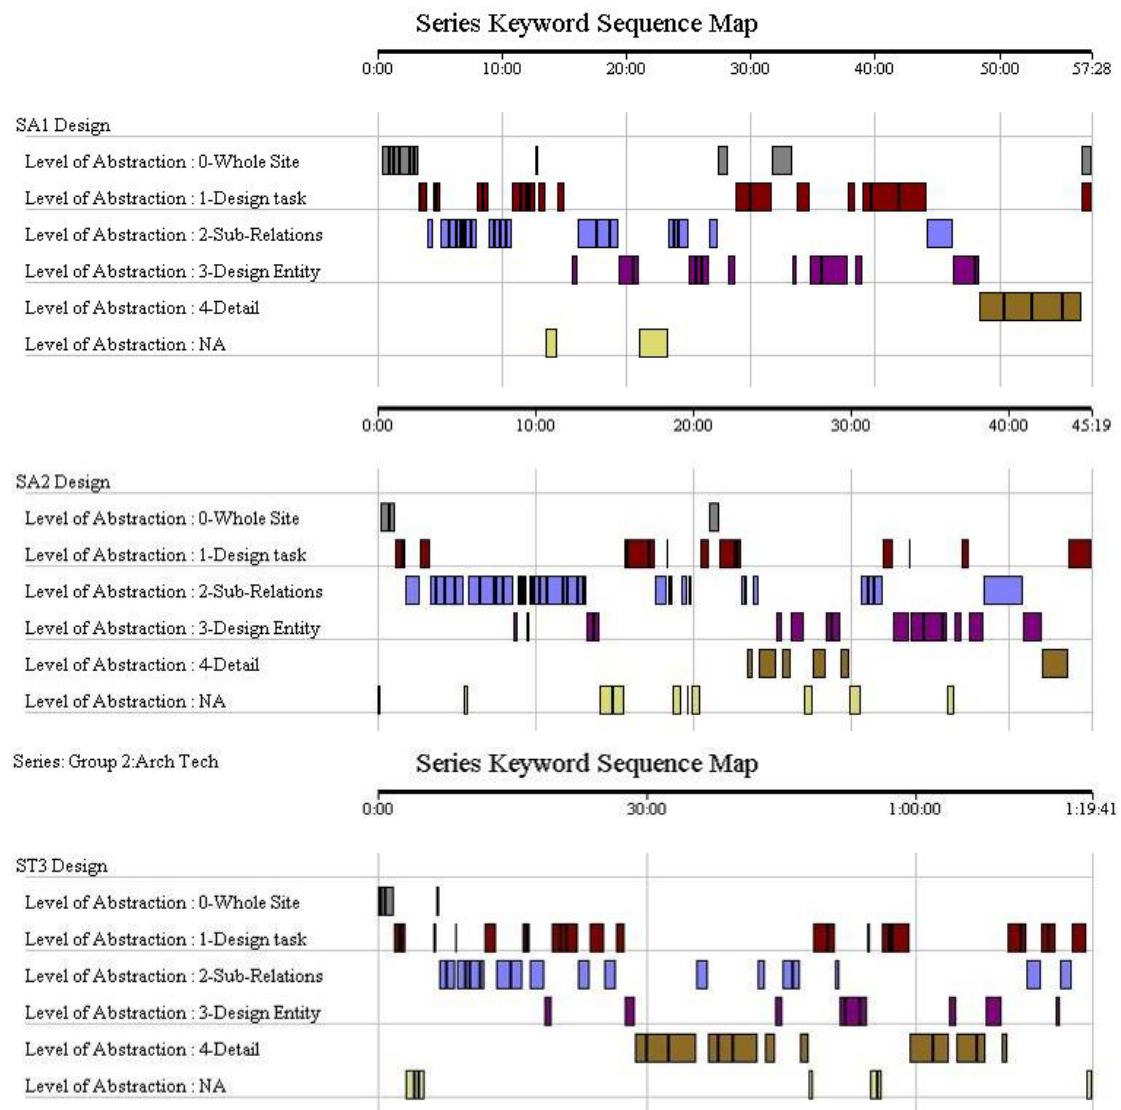 Series Keyword Sequence Map
0:00 10:00 20:00 30:00 40:00 50:00 57:28
SA1 Design
Level of Abstraction : 0-Whole Site
Level of Abstraction : 1-Design task
Level of Abstraction : 2-Sub-Relations
Level of Abstraction : 3-Design Entity
Level of Abstraction : 4-Detail
Level of Abstraction : NA
0:00 10:00 20:00 30:00 40:00 45:19
SA2 Design
Level of Abstraction : 0-Whole Site
Level of Abstraction : 1-Design task
Level of Abstraction : 2-Sub-Relations
Level of Abstraction : 3-Design Entity
Level of Abstraction : 4-Detail
Level of Abstraction : NA
Series: Group 2:Arch Tech
Series Keyword Sequence Map
0:00 30:00 1:00:00 1:19:41
ST3 Design
Level of Abstraction : 0-Whole Site
Level of Abstraction : 1-Design task
Level of Abstraction : 2-Sub-Relations
Level of Abstraction : 3-Design Entity
Level of Abstraction : 4-Detail
Level of Abstraction : NA